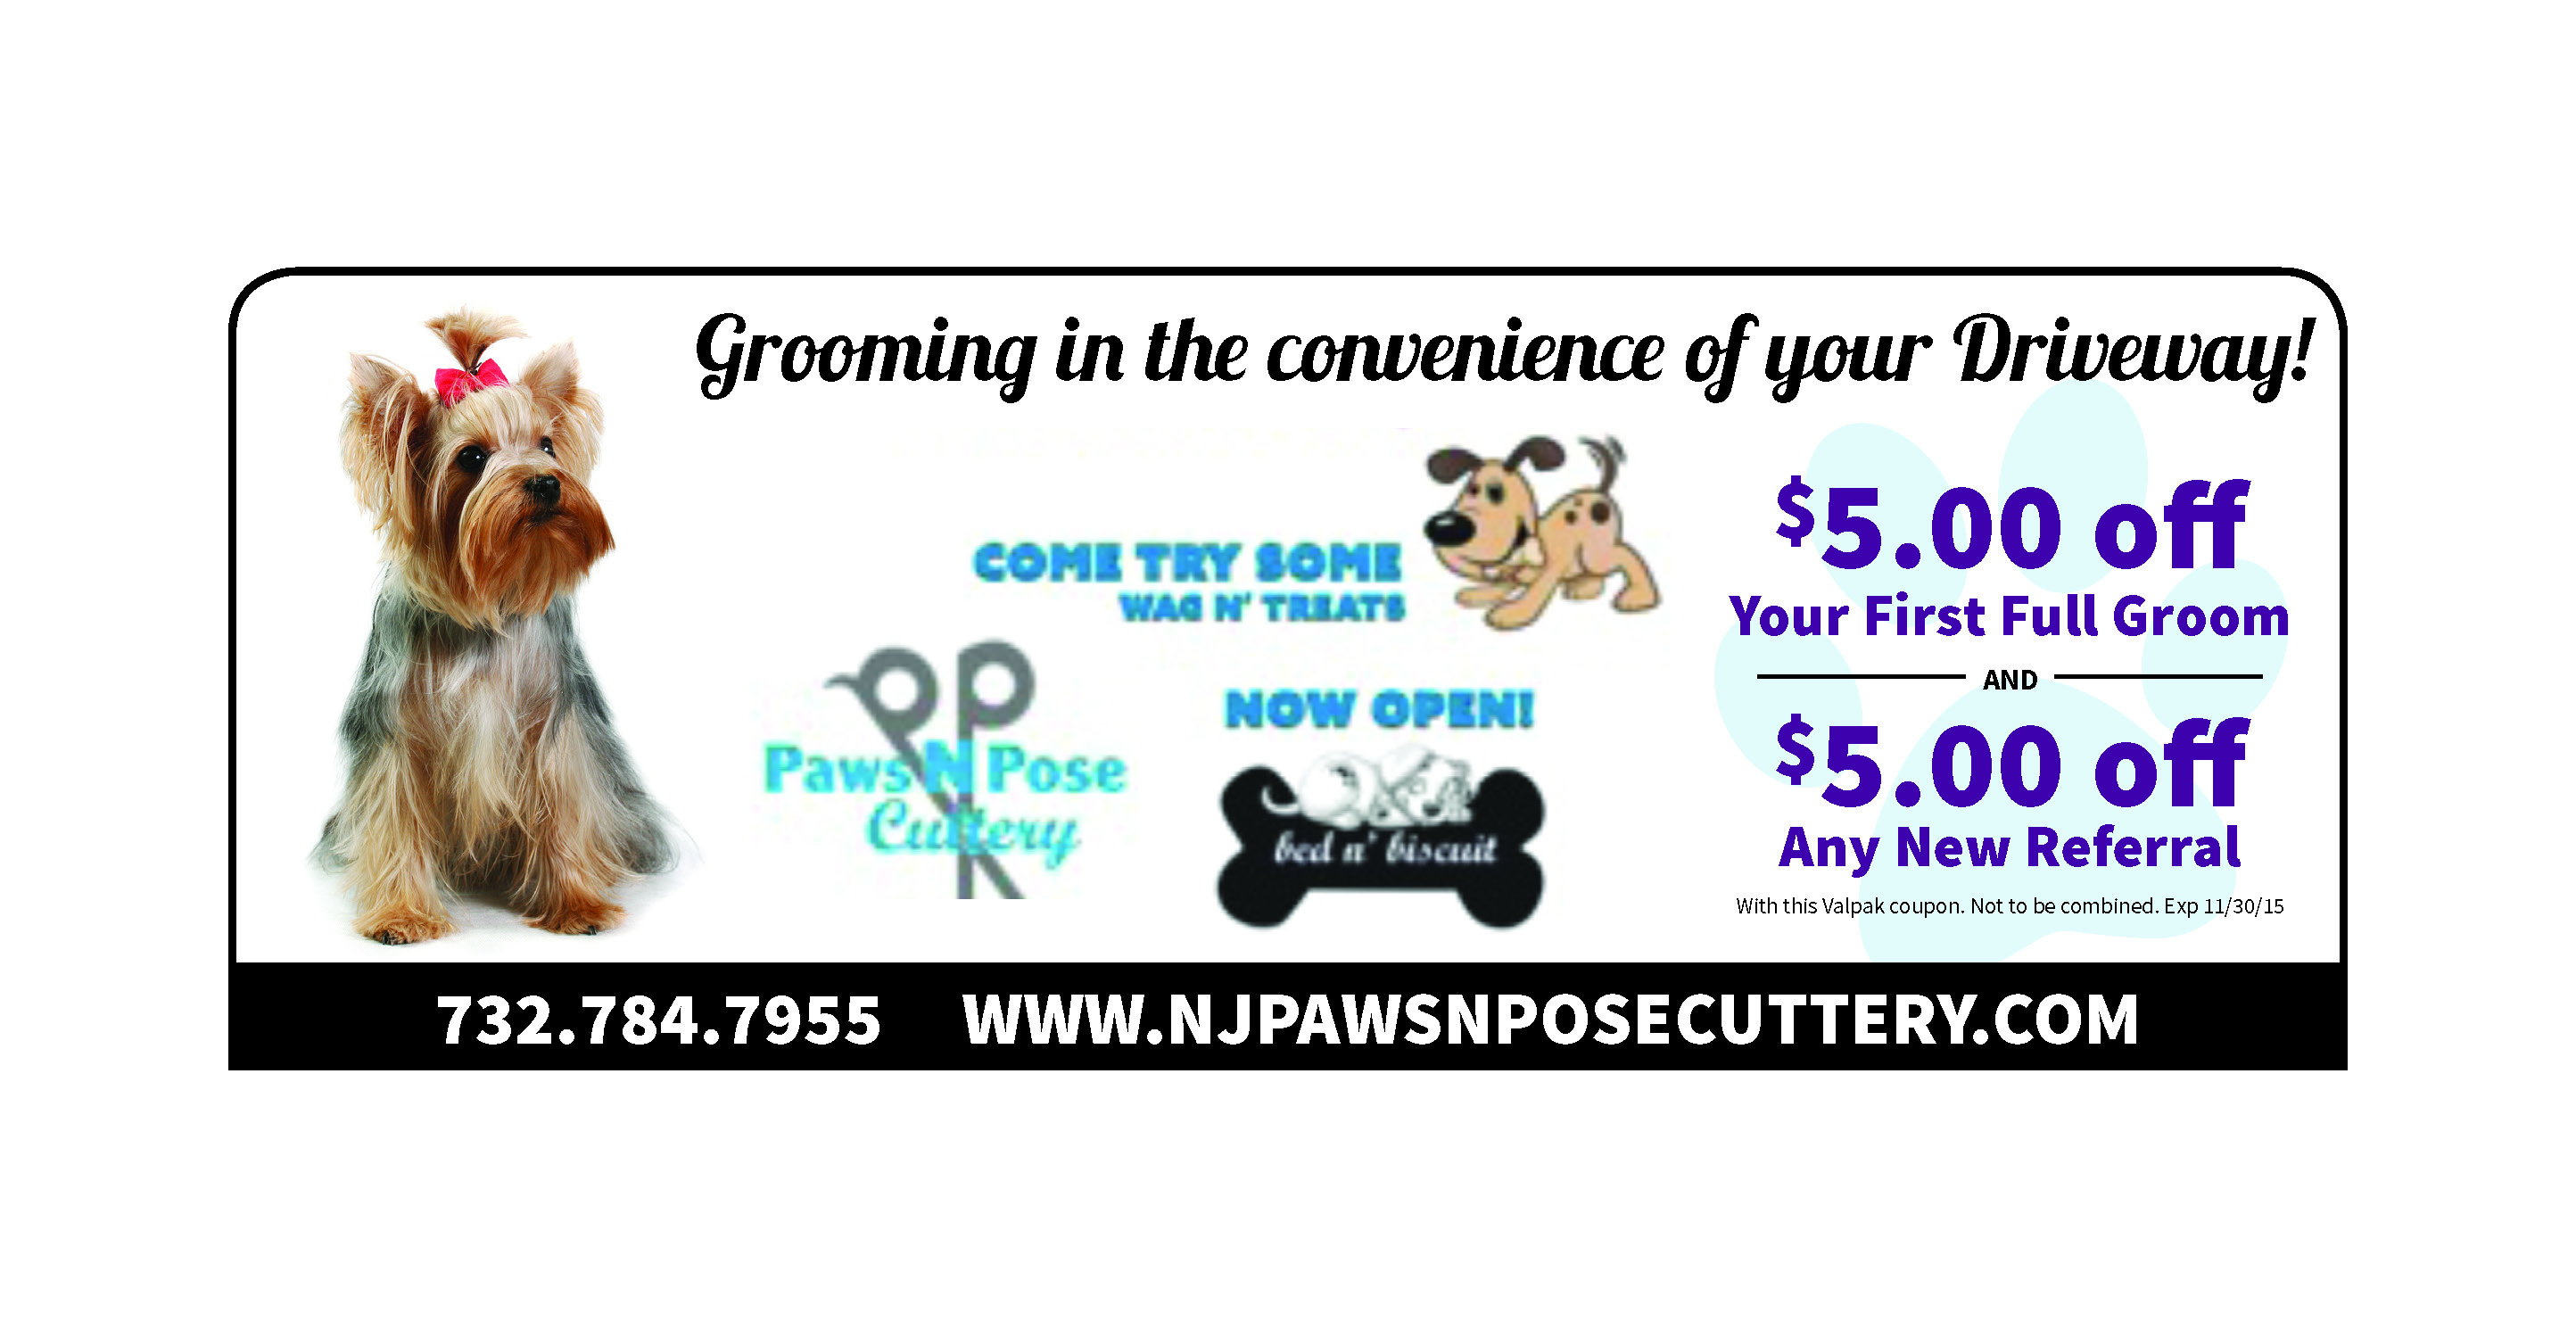 Grooming in the convenience of your Driveway!
COME TRY SOME
WAG N' TREATS
PPK
Paws N Pose
Cuttery
NOW OPEN!
bed n' biscuit
$5.00 off
Your First Full Groom
AND
$5.00 off
Any New Referral
With this Valpak coupon. Not to be combined. Exp 11/30/15
732.784.7955 WWW.NJPAWSNPOSECUTTERY.COM